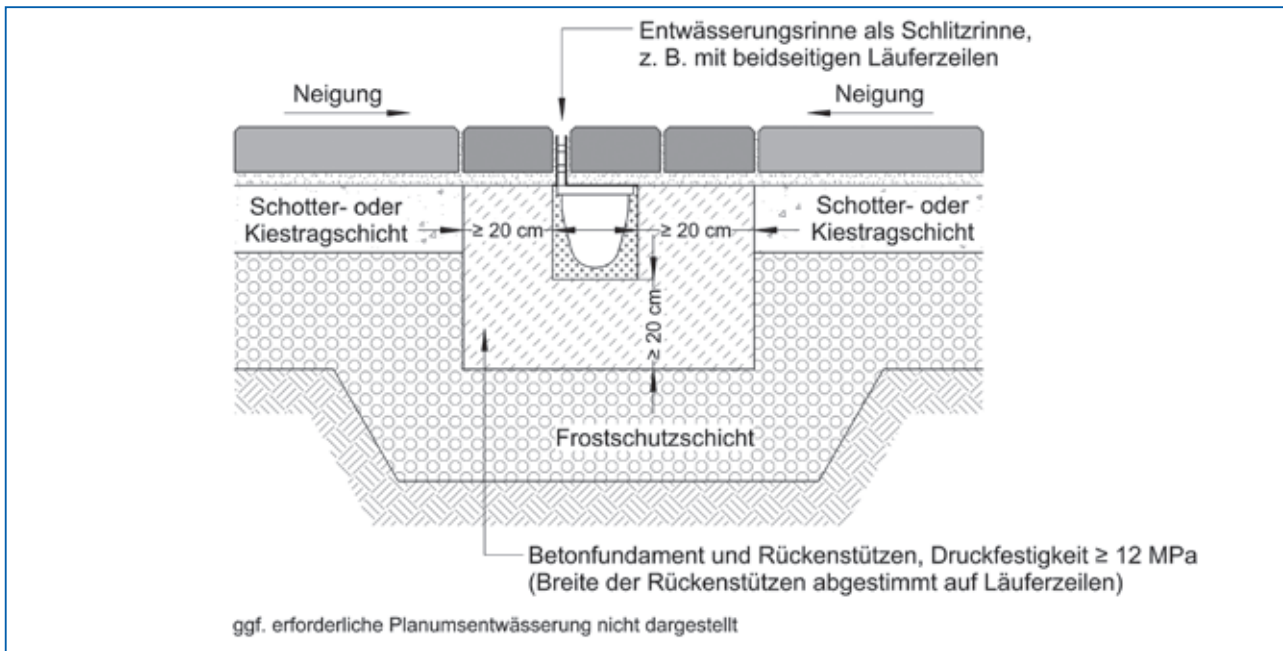 Entwässerungsrinne als Schlitzrinne,
z. B. mit beidseitigen Läuferzeilen
Neigung
Neigung
Schotter- oder
Kiestragschicht
≥ 20 cm
≥ 20 cm
Schotter- oder
Kiestragschicht
≥ 20 cm
Frostschutzschicht
Betonfundament und Rückenstützen, Druckfestigkeit ≥ 12 MPa
(Breite der Rückenstützen abgestimmt auf Läuferzeilen)
ggf. erforderliche Planumsentwässerung nicht dargestellt